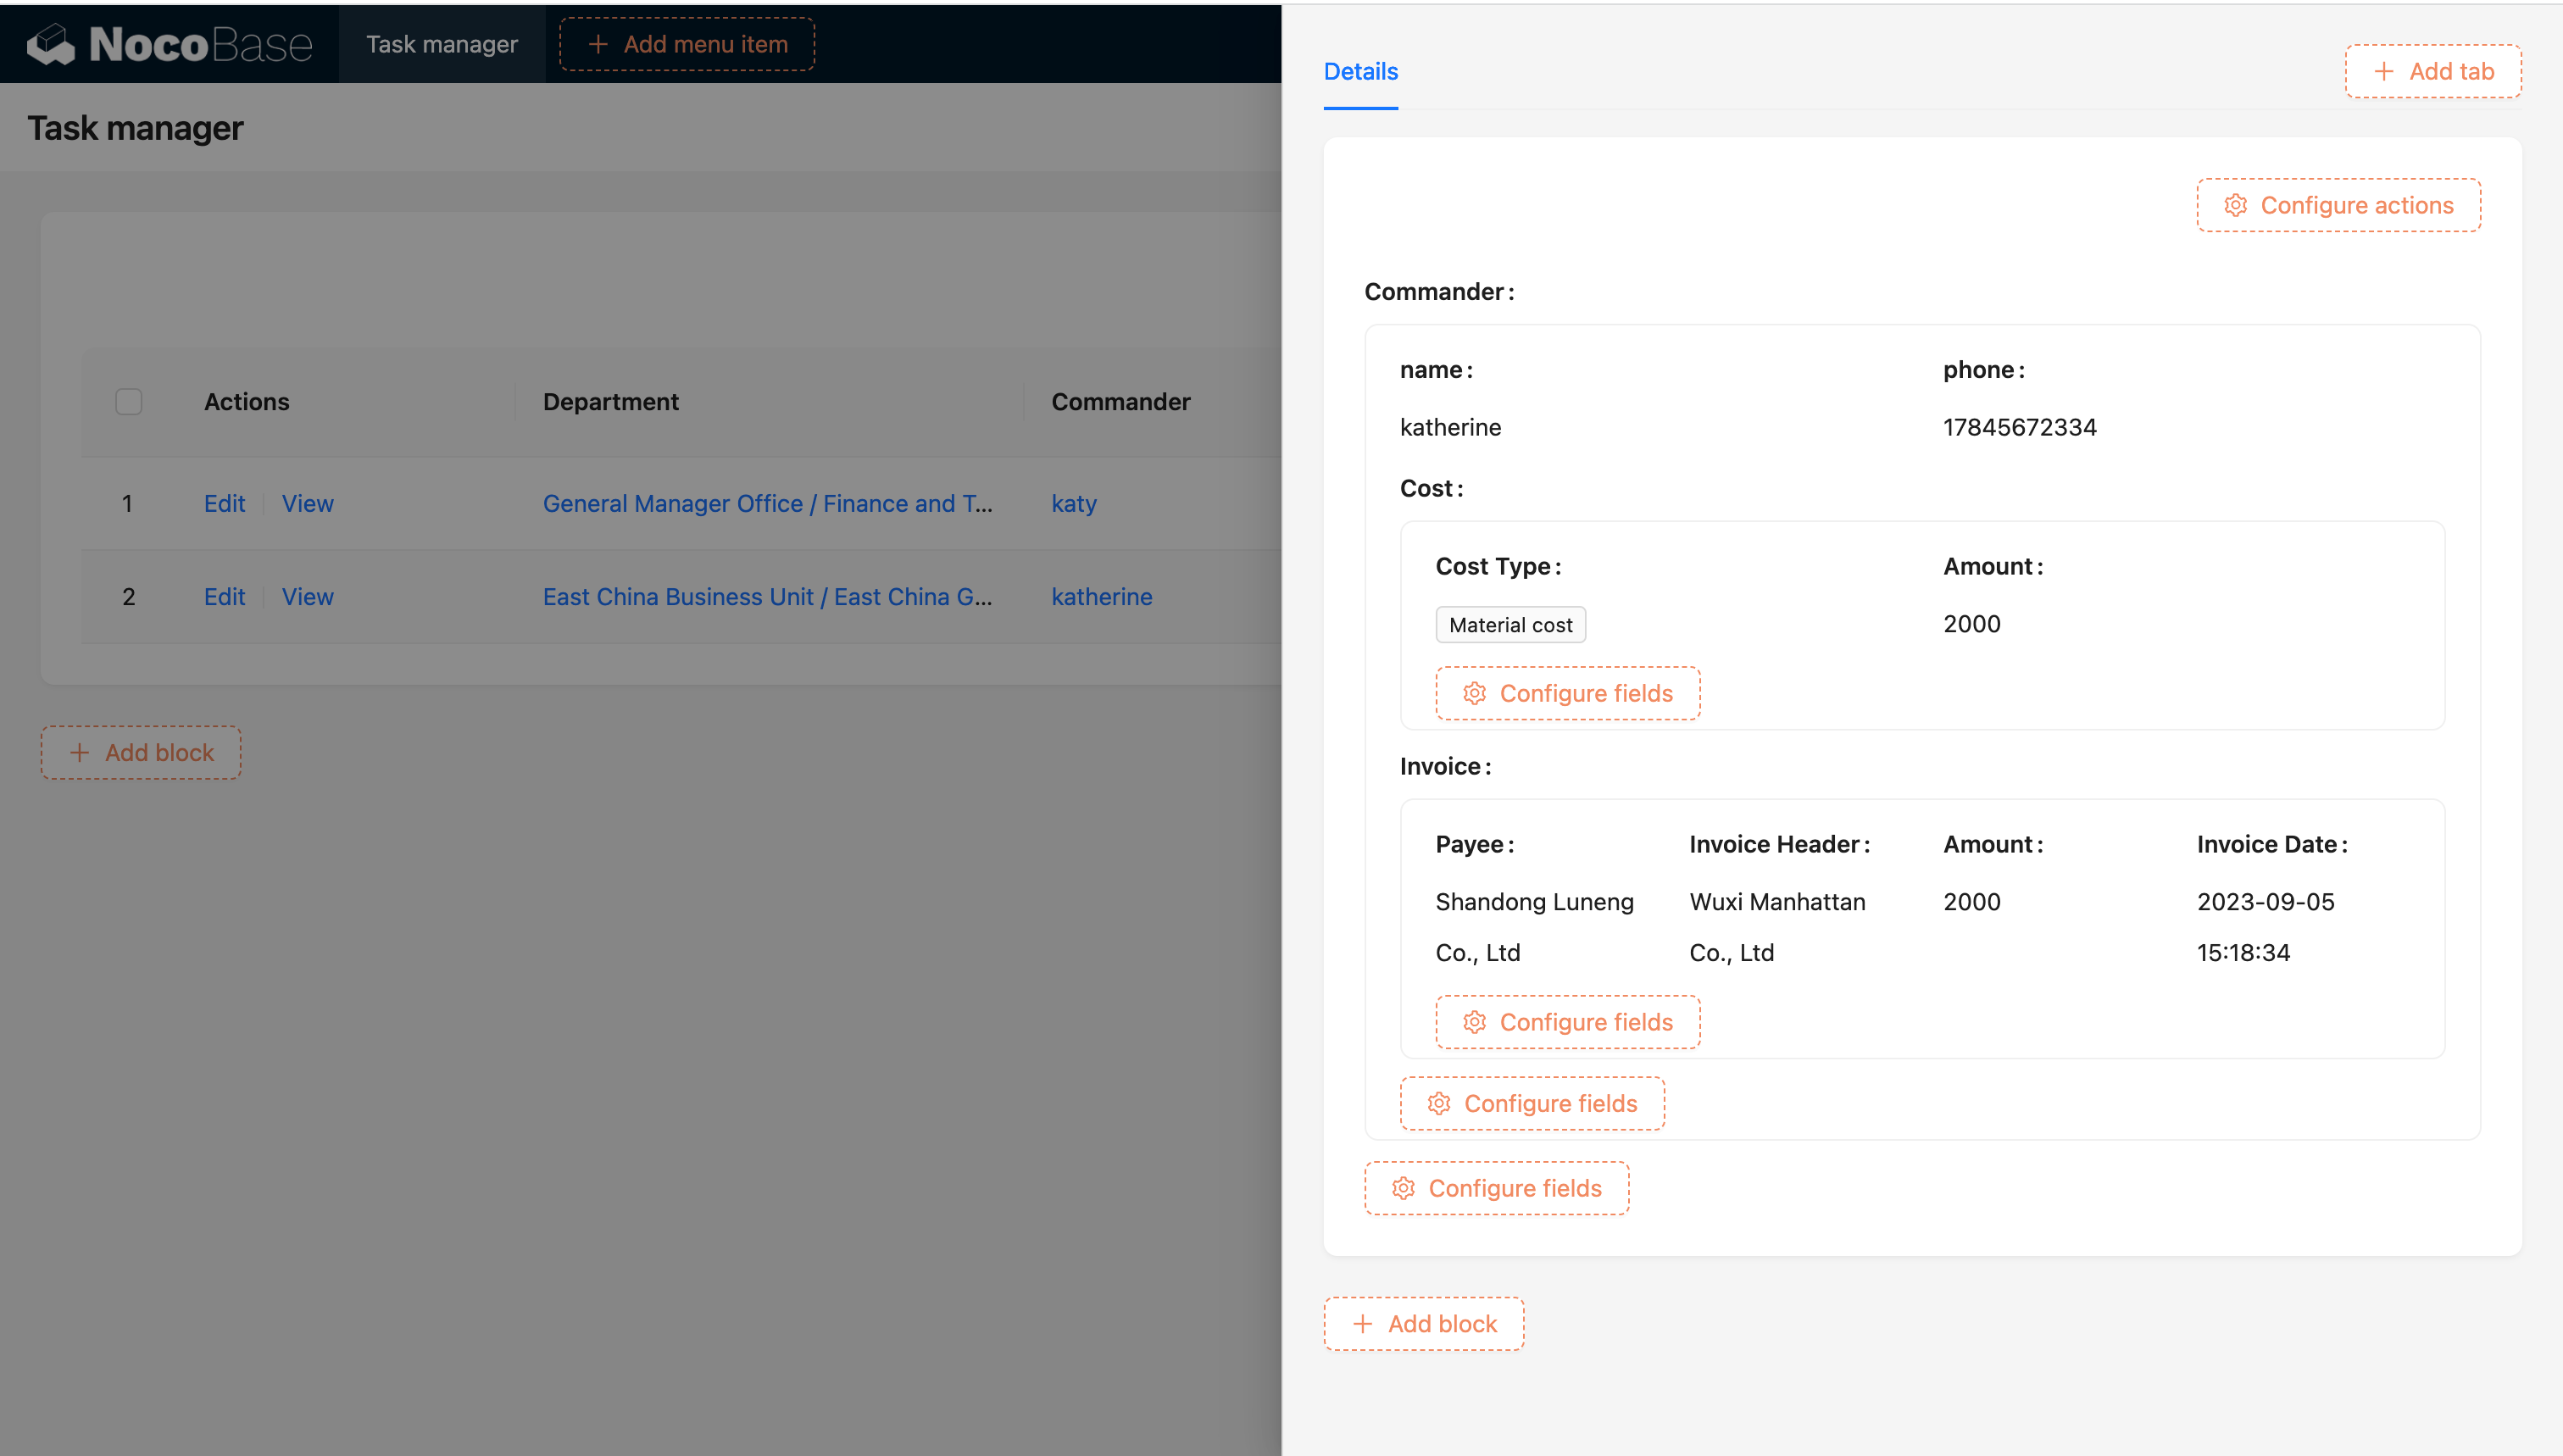 NocoBase Task manager + Add menu item
Task manager
Actions Department Commander
1 Edit View General Manager Office / Finance and T... katy
2 Edit View East China Business Unit / East China G... katherine
+ Add block
Details + Add tab
Configure actions
Commander:
name: phone:
katherine 17845672334
Cost:
Cost Type: Amount:
Material cost 2000
Configure fields
Invoice:
Payee: Invoice Header: Amount: Invoice Date:
Shandong Luneng Wuxi Manhattan 2000 2023-09-05
Co., Ltd Co., Ltd 15:18:34
Configure fields
Configure fields
Configure fields
+ Add block